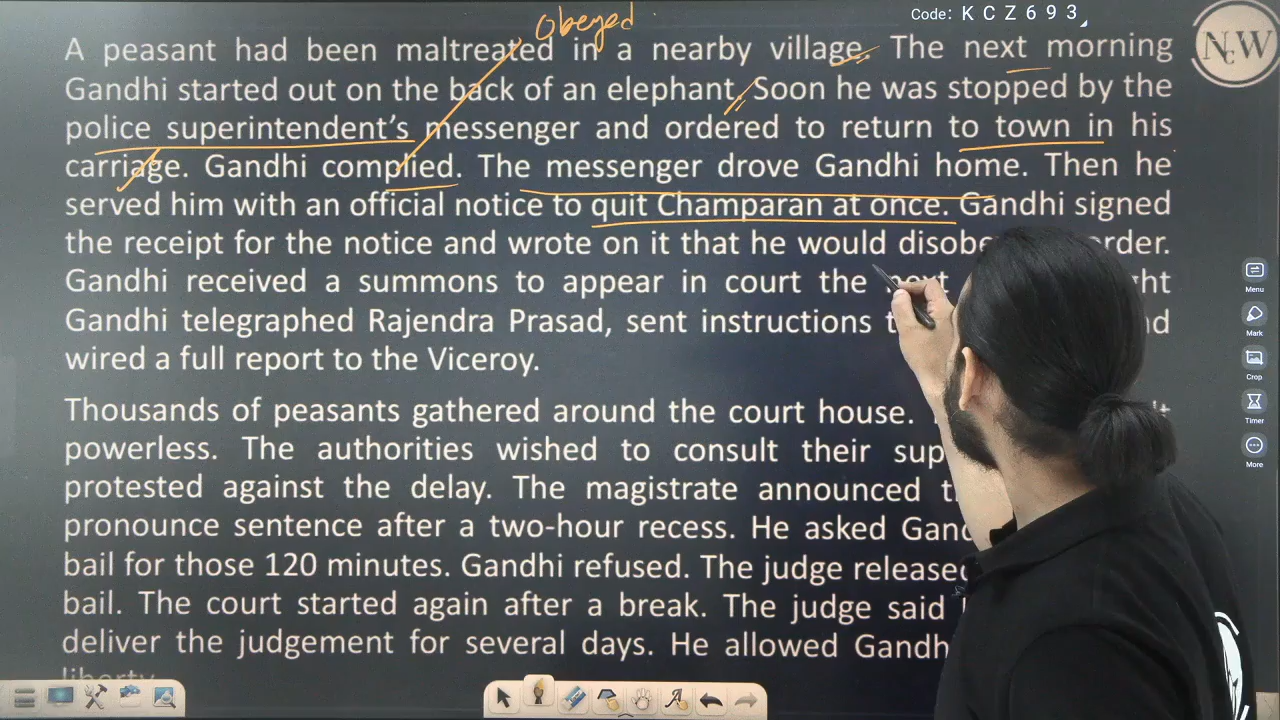 Obeyed
Code: K C Z 6 9 3
NCW
A peasant had been maltreated in a nearby village. The next morning
Gandhi started out on the back of an elephant. Soon he was stopped by the
police superintendent's messenger and ordered to return to town in his
carriage. Gandhi complied. The messenger drove Gandhi home. Then he
served him with an official notice to quit Champaran at once. Gandhi signed
the receipt for the notice and wrote on it that he would
Gandhi received a summons to appear in court the next
Gandhi telegraphed Rajendra Prasad, sent instructions
wired a full report to the Viceroy.
Thousands of peasants gathered around the court house.
powerless. The authorities wished to consult their
protested against the delay. The magistrate announced
pronounce sentence after a two-hour recess. He asked
bail for those 120 minutes. Gandhi refused. The judge
bail. The court started again after a break. The judge said
deliver the judgement for several days. He allowed
liberty.
Menu
Mark
Crop
Timer
More